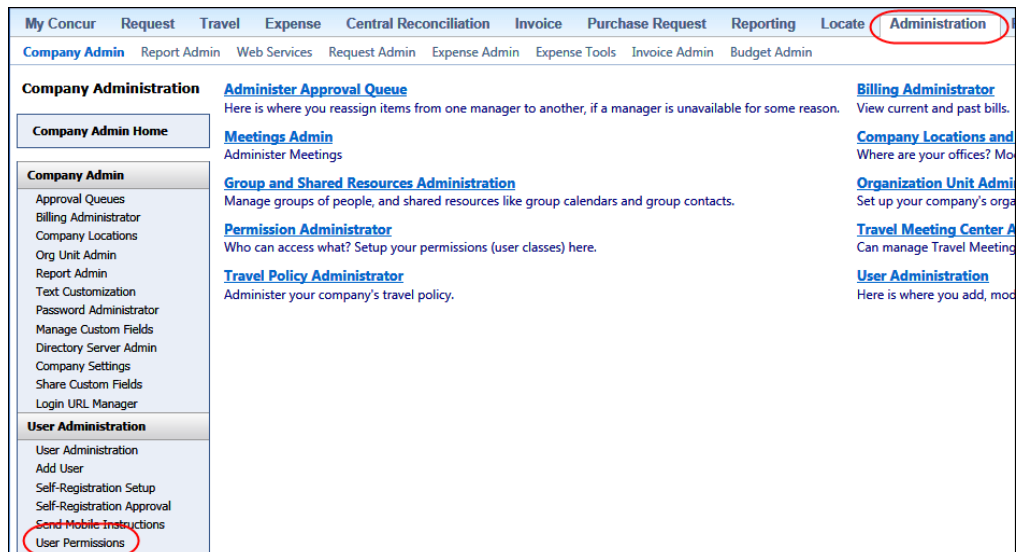 My Concur Request Travel Expense Central Reconciliation Invoice Purchase Request Reporting Locate Administration
Company Admin Report Admin Web Services Request Admin Expense Admin Expense Tools Invoice Admin Budget Admin
Company Administration
Company Admin Home
Company Admin
Approval Queues
Billing Administrator
Company Locations
Org Unit Admin
Report Admin
Text Customization
Password Administrator
Manage Custom Fields
Directory Server Admin
Company Settings
Share Custom Fields
Login URL Manager
User Administration
User Administration
Add User
Self-Registration Setup
Self-Registration Approval
Send Mobile Instructions
User Permissions
Administer Approval Queue
Here is where you reassign items from one manager to another, if a manager is unavailable for some reason.
Meetings Admin
Administer Meetings
Group and Shared Resources Administration
Manage groups of people, and shared resources like group calendars and group contacts.
Permission Administrator
Who can access what? Setup your permissions (user classes) here.
Travel Policy Administrator
Administer your company's travel policy.
Billing Administrator
View current and past bills.
Company Locations and
Where are your offices? Mo
Organization Unit Admi
Set up your company's orga
Travel Meeting Center A
Can manage Travel Meeting
User Administration
Here is where you add, mod